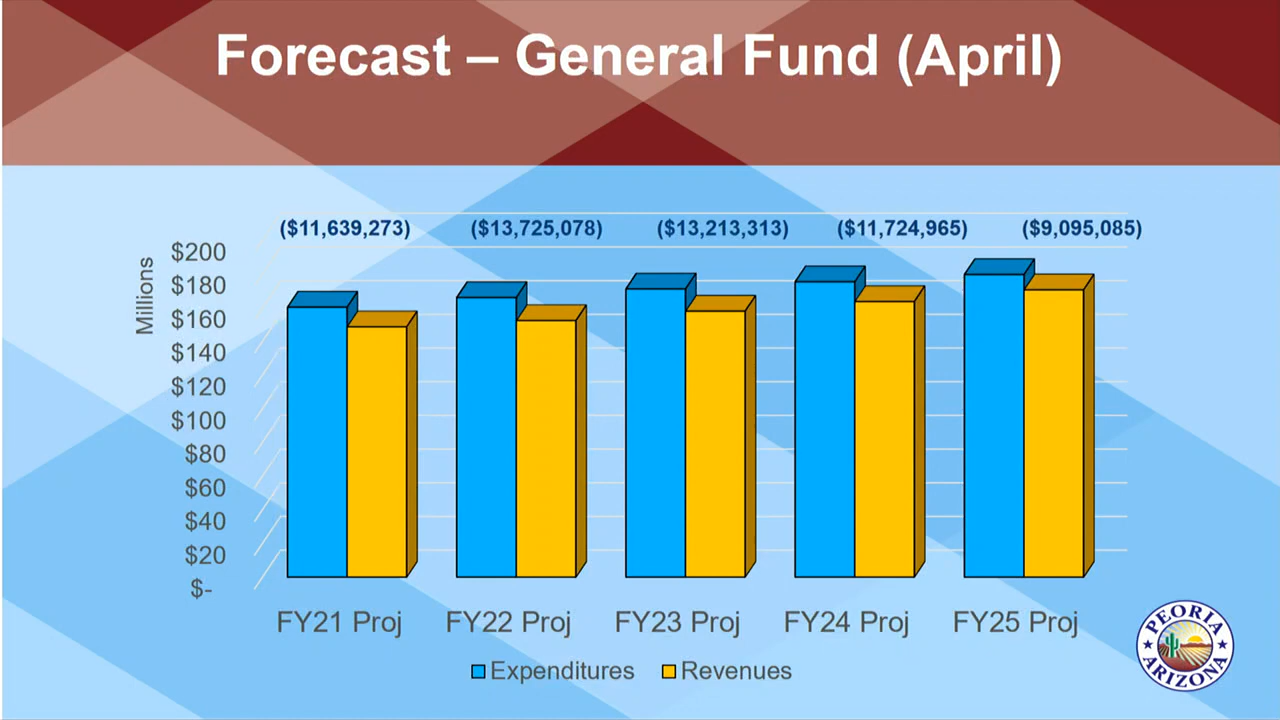 Forecast – General Fund (April)
($11,639,273) ($13,725,078) ($13,213,313) ($11,724,965) ($9,095,085)
Millions
$200
$180
$160
$140
$120
$100
$80
$60
$40
$20
$-
FY21 Proj FY22 Proj FY23 Proj FY24 Proj FY25 Proj
Expenditures Revenues
PEORIA
ARIZONA